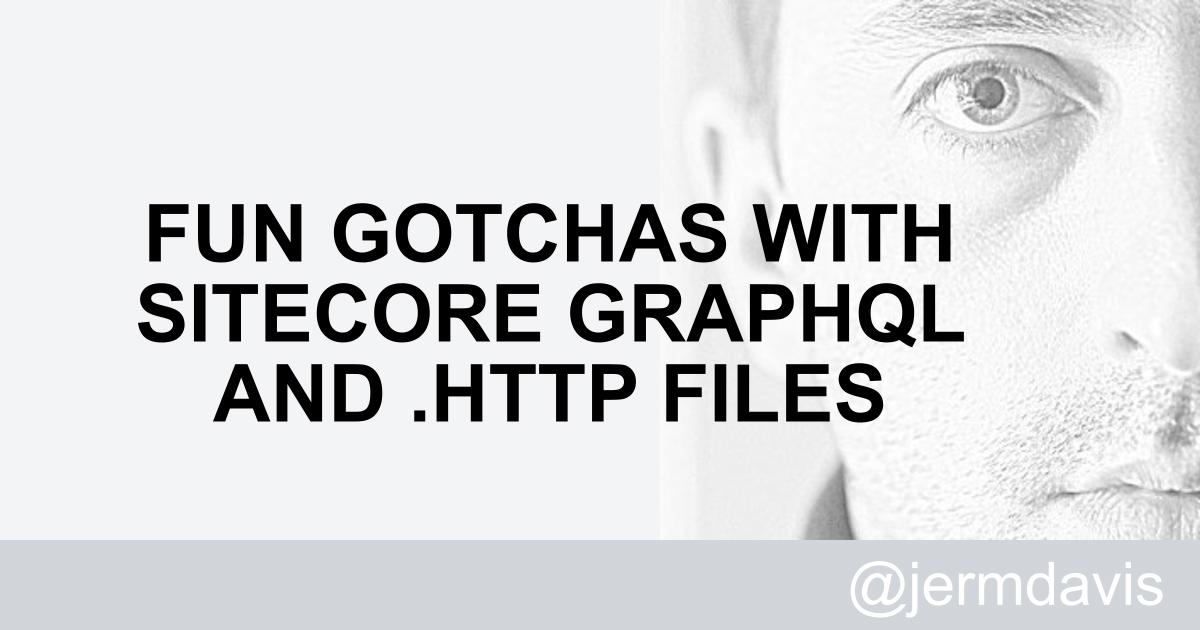 FUN GOTCHAS WITH
SITECORE GRAPHQL
AND .HTTP FILES
@jermdavis